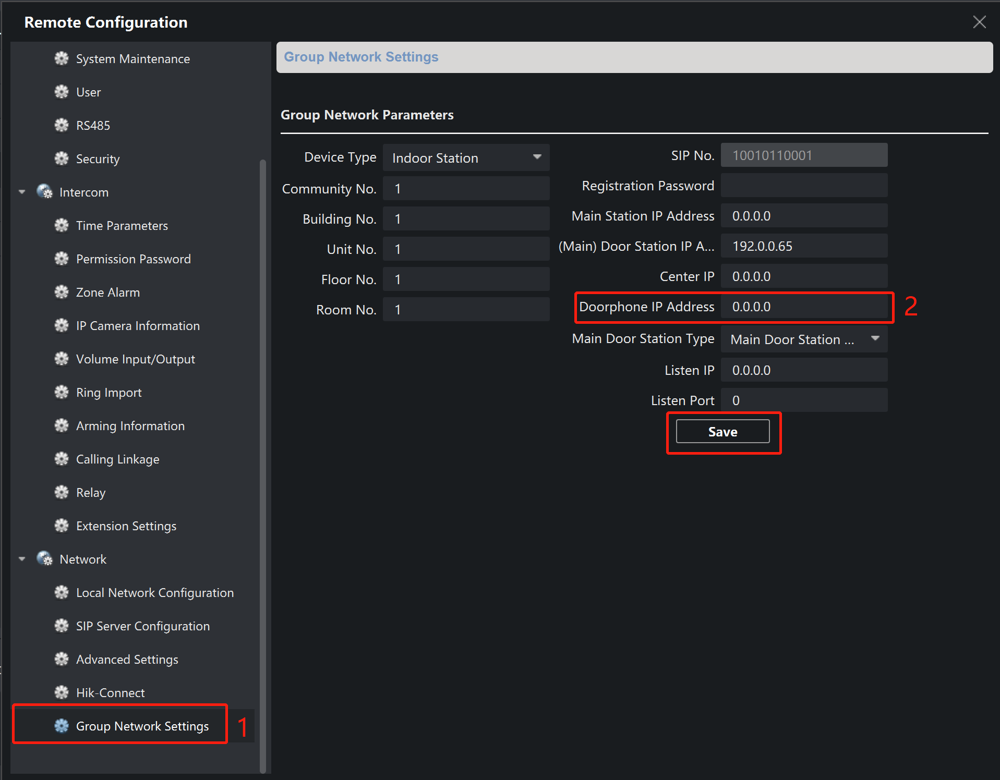 Remote Configuration
System Maintenance
User
RS485
Security
Intercom
Time Parameters
Permission Password
Zone Alarm
IP Camera Information
Volume Input/Output
Ring Import
Arming Information
Calling Linkage
Relay
Extension Settings
Network
Local Network Configuration
SIP Server Configuration
Advanced Settings
Hik-Connect
Group Network Settings 1
Group Network Settings
Group Network Parameters
Device Type Indoor Station
Community No. 1
Building No. 1
Unit No. 1
Floor No. 1
Room No. 1
SIP No. 10010110001
Registration Password
Main Station IP Address 0.0.0.0
(Main) Door Station IP A... 192.0.0.65
Center IP 0.0.0.0
Doorphone IP Address 0.0.0.0 2
Main Door Station Type Main Door Station ...
Listen IP 0.0.0.0
Listen Port 0
Save